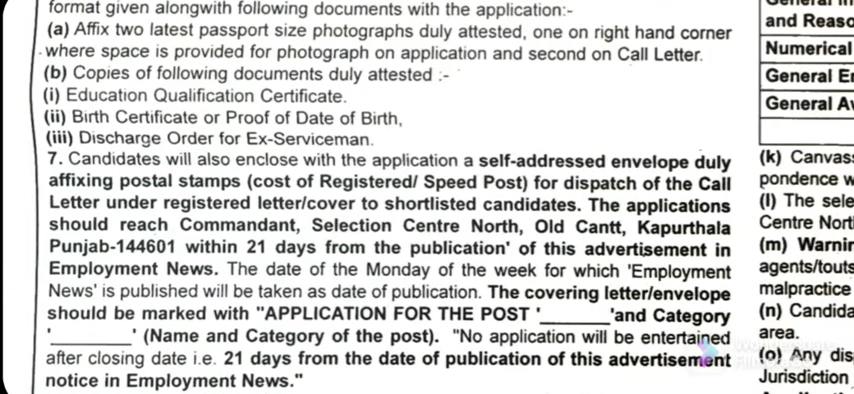 format given alongwith following documents with the application:-
(a) Affix two latest passport size photographs duly attested, one on right hand corner
where space is provided for photograph on application and second on Call Letter.
(b) Copies of following documents duly attested :-
(i) Education Qualification Certificate.
(ii) Birth Certificate or Proof of Date of Birth,
(iii) Discharge Order for Ex-Serviceman.
7. Candidates will also enclose with the application a self-addressed envelope duly
affixing postal stamps (cost of Registered/ Speed Post) for dispatch of the Call
Letter under registered letter/cover to shortlisted candidates. The applications
should reach Commandant, Selection Centre North, Old Cantt, Kapurthala
Punjab-144601 within 21 days from the publication' of this advertisement in
Employment News. The date of the Monday of the week for which 'Employment
News' is published will be taken as date of publication. The covering letter/envelope
should be marked with "APPLICATION FOR THE POST '_______'and Category
'________' (Name and Category of the post). "No application will be entertained
after closing date i.e. 21 days from the date of publication of this advertisement
notice in Employment News."
and Reaso
Numerical
General E
General A
(k) Canvas
pondence w
(l) The sele
Centre Nort
(m) Warnin
agents/touts
malpractice
(n) Candida
area.
(o) Any dis
Jurisdiction